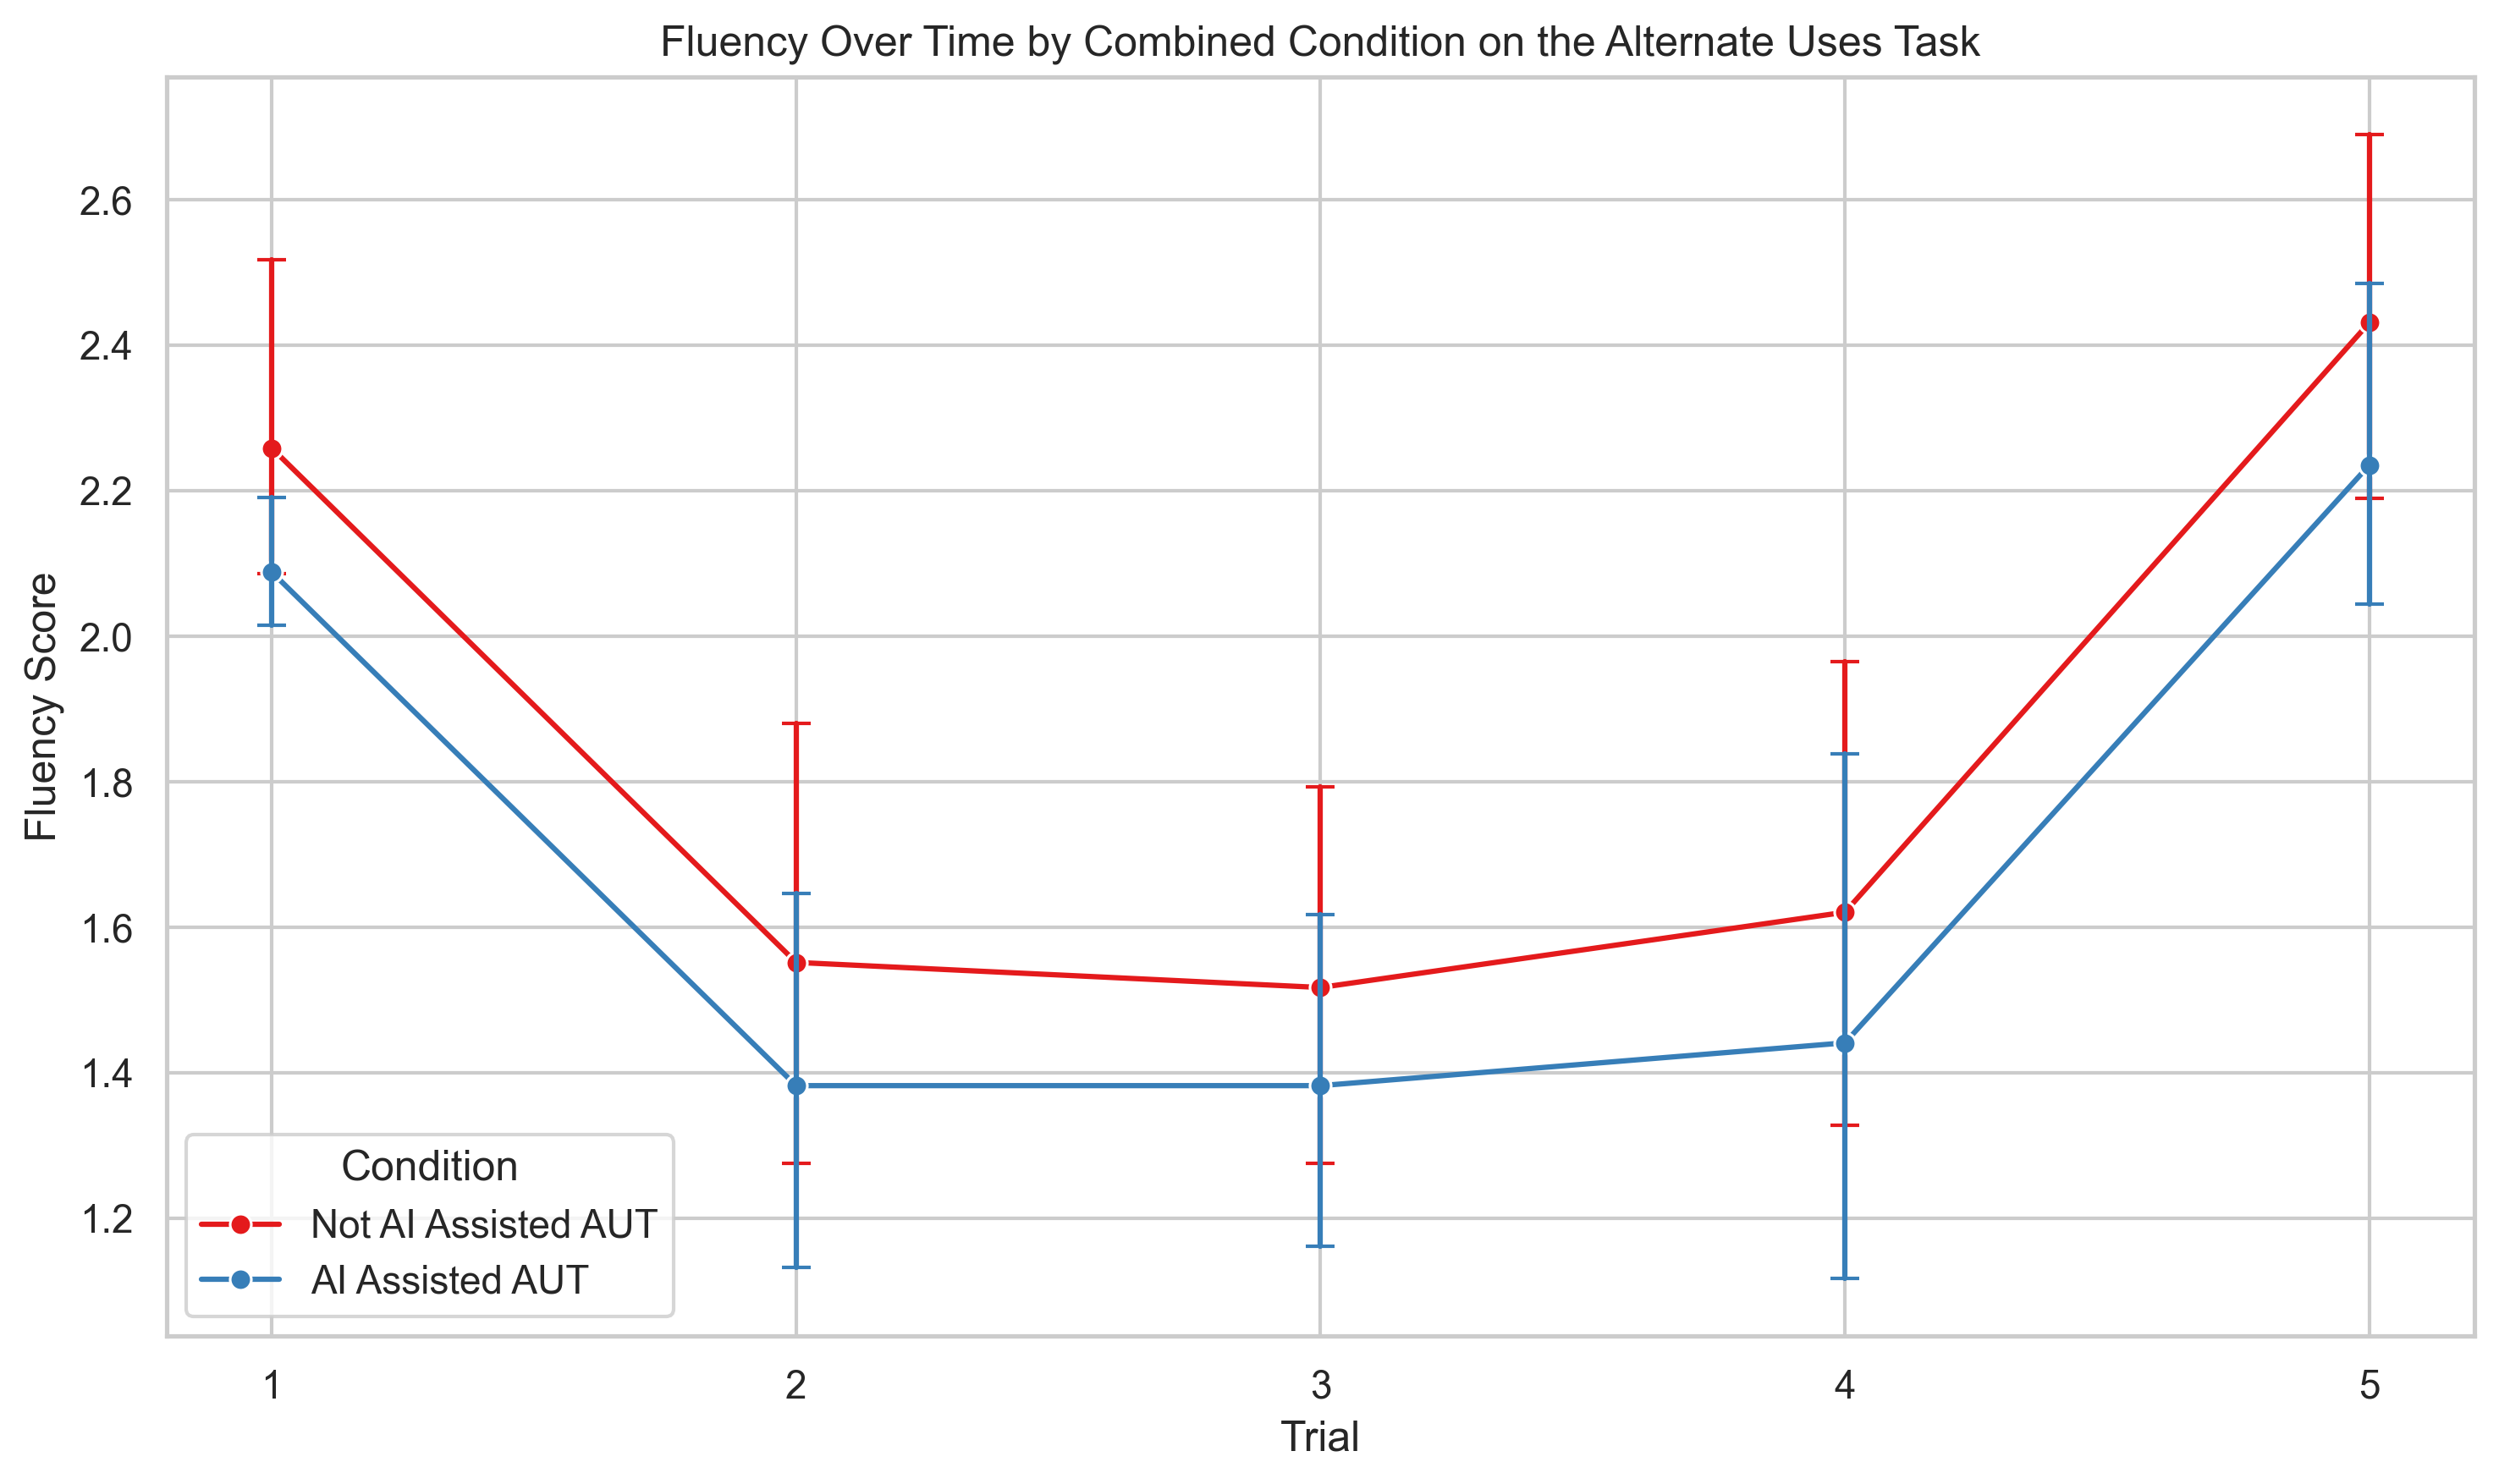 Fluency Over Time by Combined Condition on the Alternate Uses Task
Fluency Score
2.6
2.4
2.2
2.0
1.8
1.6
1.4
1.2
Condition
Not AI Assisted AUT
AI Assisted AUT
1 2 3 4 5
Trial